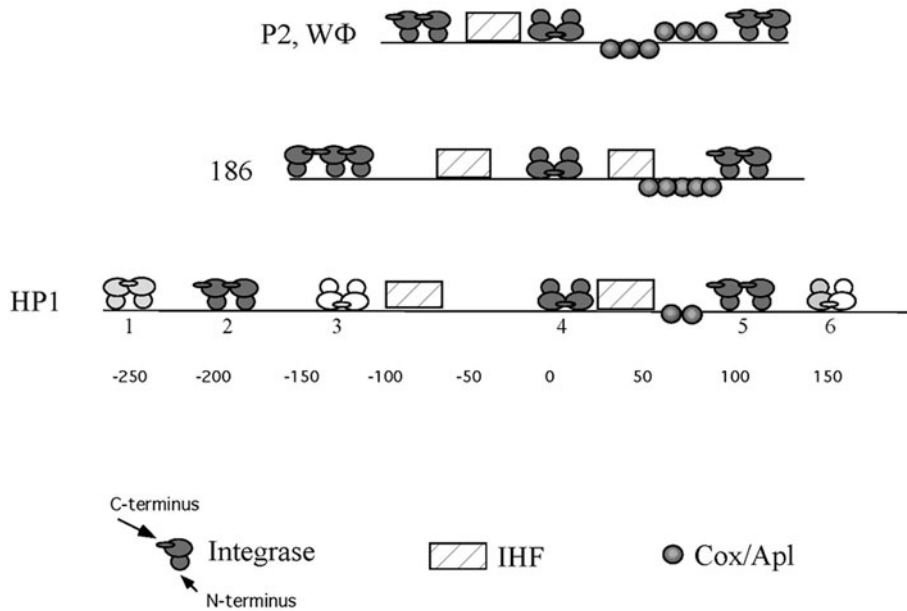 P2, WΦ
186
HP1
1 2 3 4 5 6
-250 -200 -150 -100 -50 0 50 100 150
C-terminus
Integrase IHF Cox/Apl
N-terminus